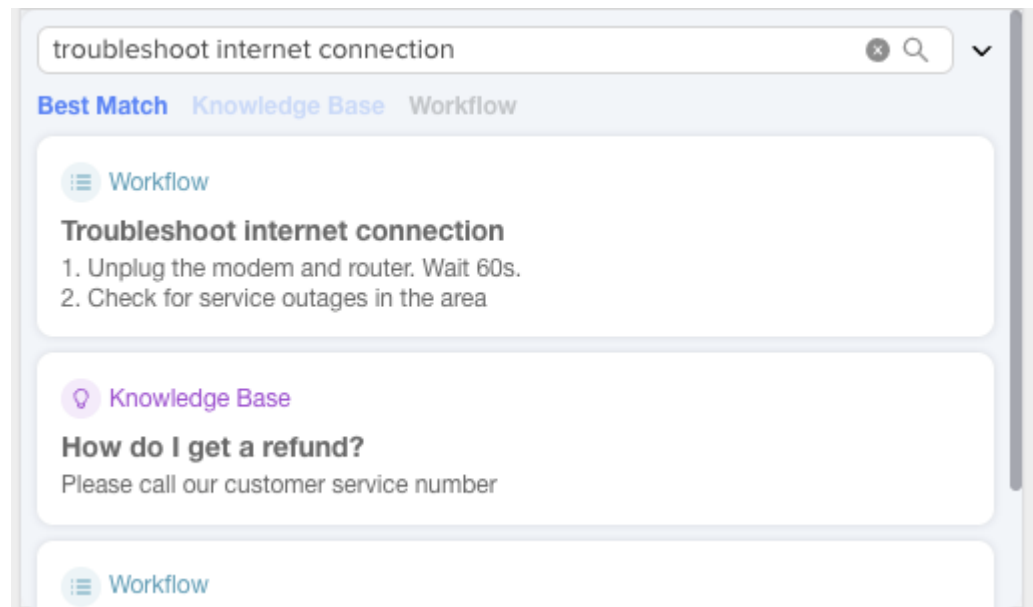 troubleshoot internet connection
Best Match Knowledge Base Workflow
Workflow
Troubleshoot internet connection
1. Unplug the modem and router. Wait 60s.
2. Check for service outages in the area
Knowledge Base
How do I get a refund?
Please call our customer service number
Workflow